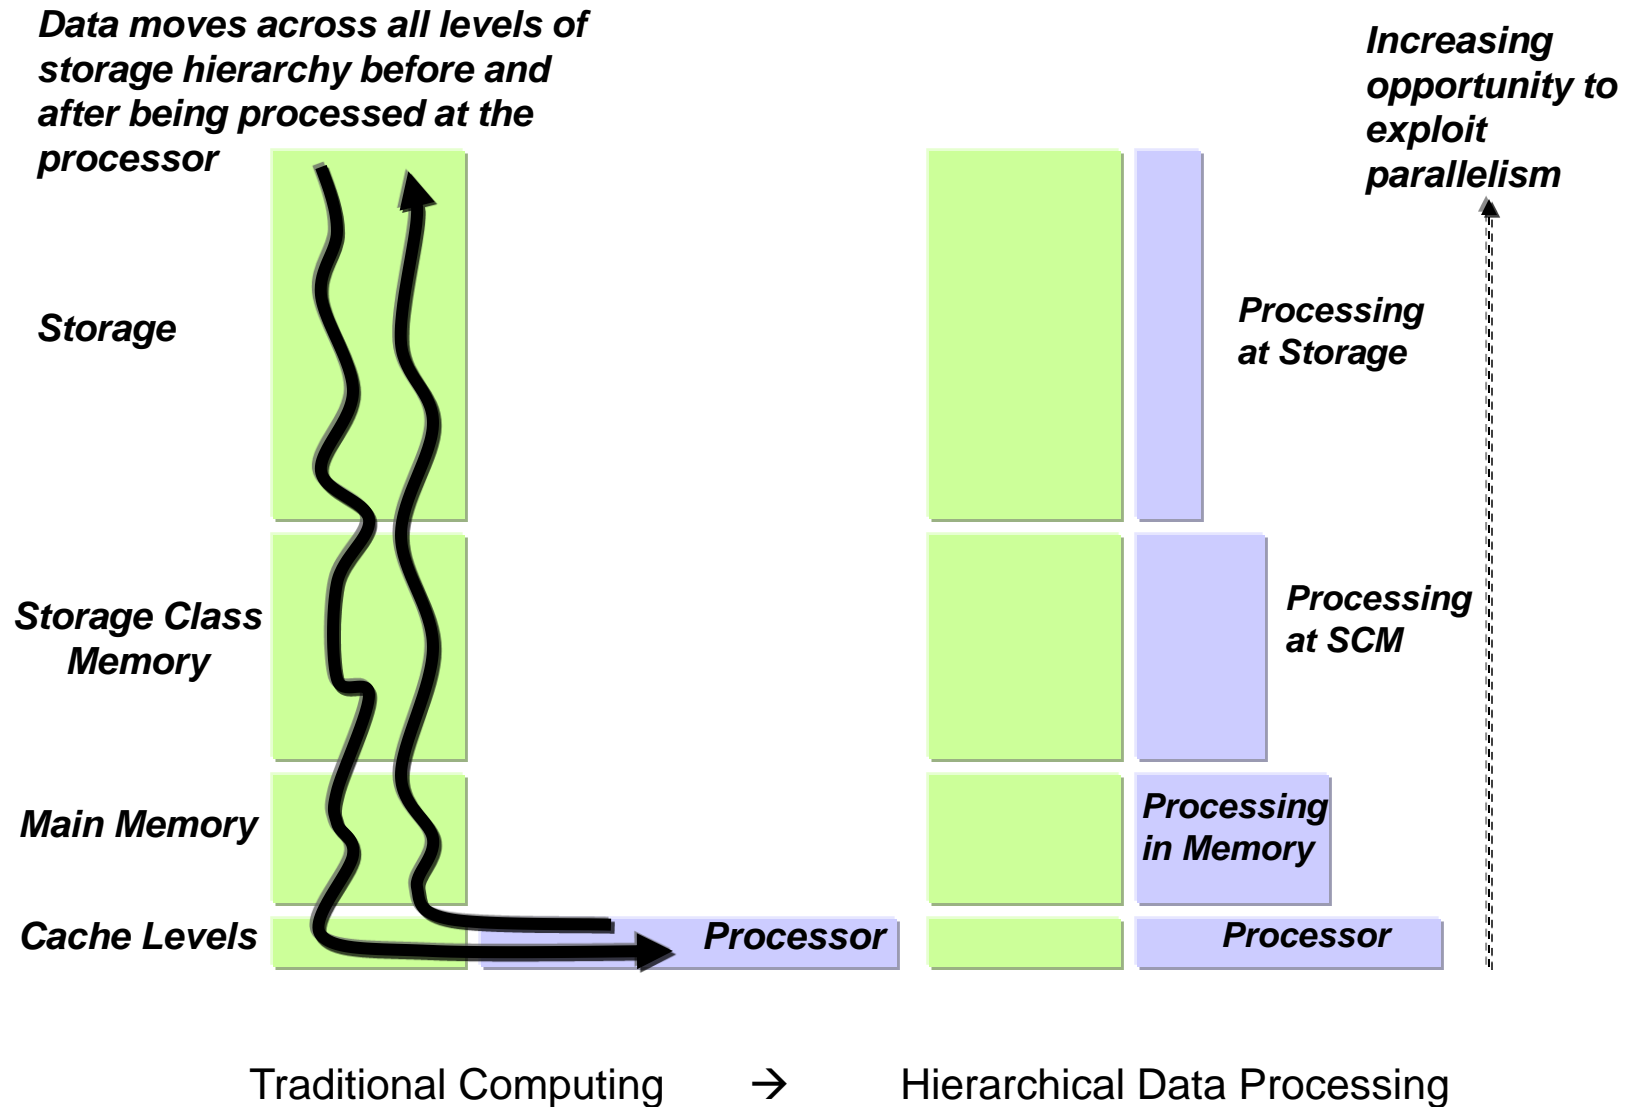 Data moves across all levels of
storage hierarchy before and
after being processed at the
processor
Increasing
opportunity to
exploit
parallelism
Storage
Processing
at Storage
Storage Class
Memory
Processing
at SCM
Main Memory
Processing
in Memory
Cache Levels
Processor
Processor
Traditional Computing → Hierarchical Data Processing